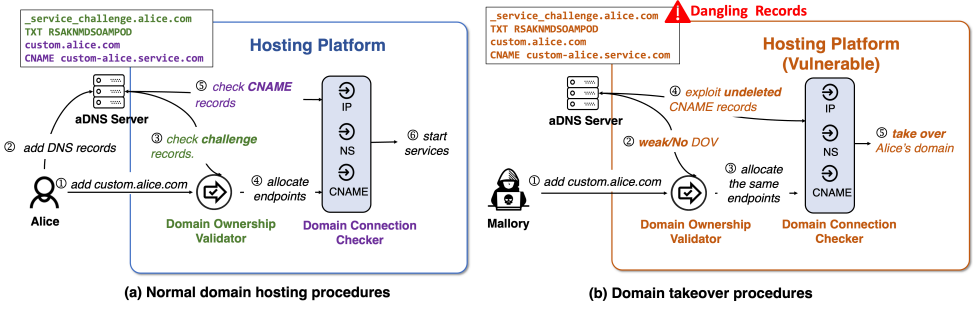 _service_challenge.alice.com
TXT RSAKNMDSOAMPOD
custom.alice.com
CNAME custom-alice.service.com
Hosting Platform
aDNS Server
⑤ check CNAME
records
IP
NS
CNAME
③ check challenge
records.
② add DNS records
⑥ start
services
① add custom.alice.com
④ allocate
endpoints
Alice
Domain Ownership
Validator
Domain Connection
Checker
(a) Normal domain hosting procedures
Dangling Records
_service_challenge.alice.com
TXT RSAKNMDSOAMPOD
custom.alice.com
CNAME custom-alice.service.com
Hosting Platform
(Vulnerable)
aDNS Server
④ exploit undeleted
CNAME records
IP
NS
CNAME
② weak/No DOV
⑤ take over
Alice's domain
① add custom.alice.com
③ allocate
the same
endpoints
Mallory
Domain Ownership
Validator
Domain Connection
Checker
(b) Domain takeover procedures